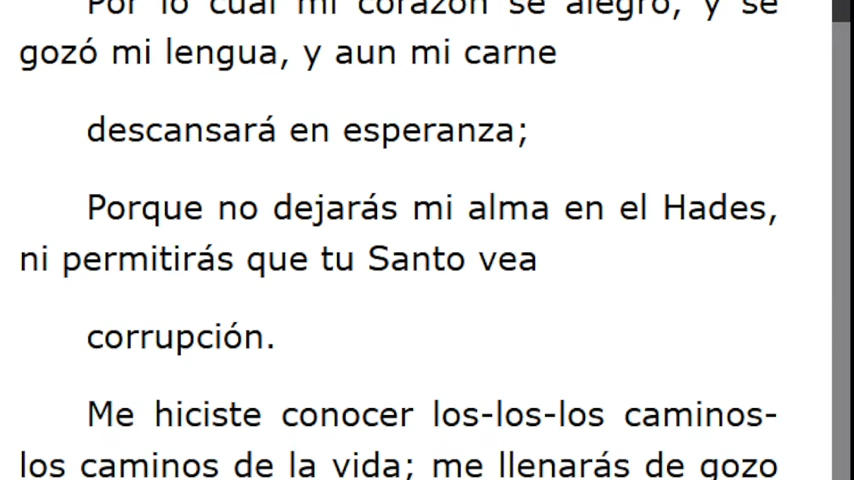 Por lo cual mi corazón se alegró, y se
gozó mi lengua, y aun mi carne
descansará en esperanza;
Porque no dejarás mi alma en el Hades,
ni permitirás que tu Santo vea
corrupción.
Me hiciste conocer los-los-los caminos-
los caminos de la vida; me llenarás de gozo